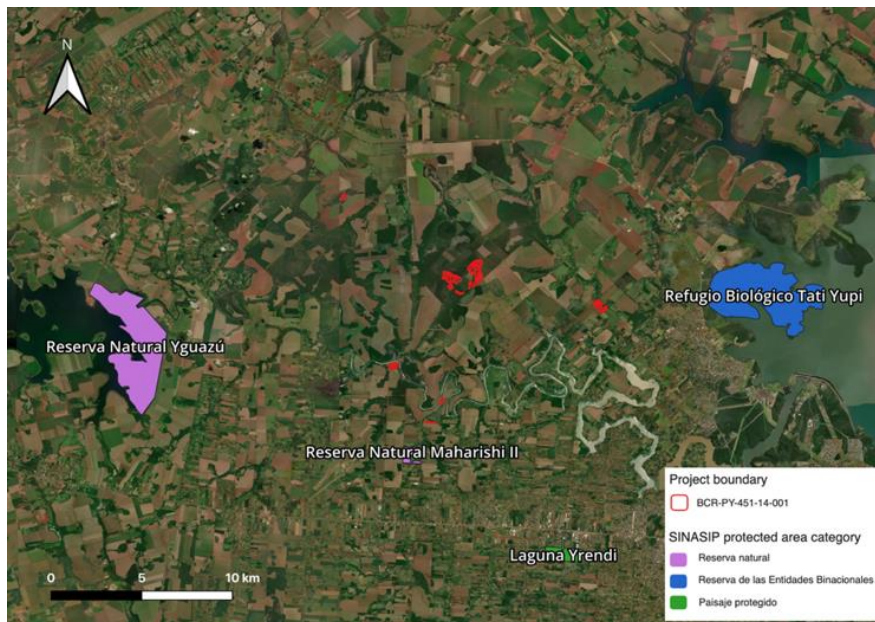 N
Refugio Biológico Tati Yupi
Reserva Natural Yguazú
Reserva Natural Maharishi II
Laguna Yrendi
0 5 10 km
Project boundary
BCR-PY-451-14-001
SINASIP protected area category
Reserva natural
Reserva de las Entidades Binacionales
Paisaje protegido